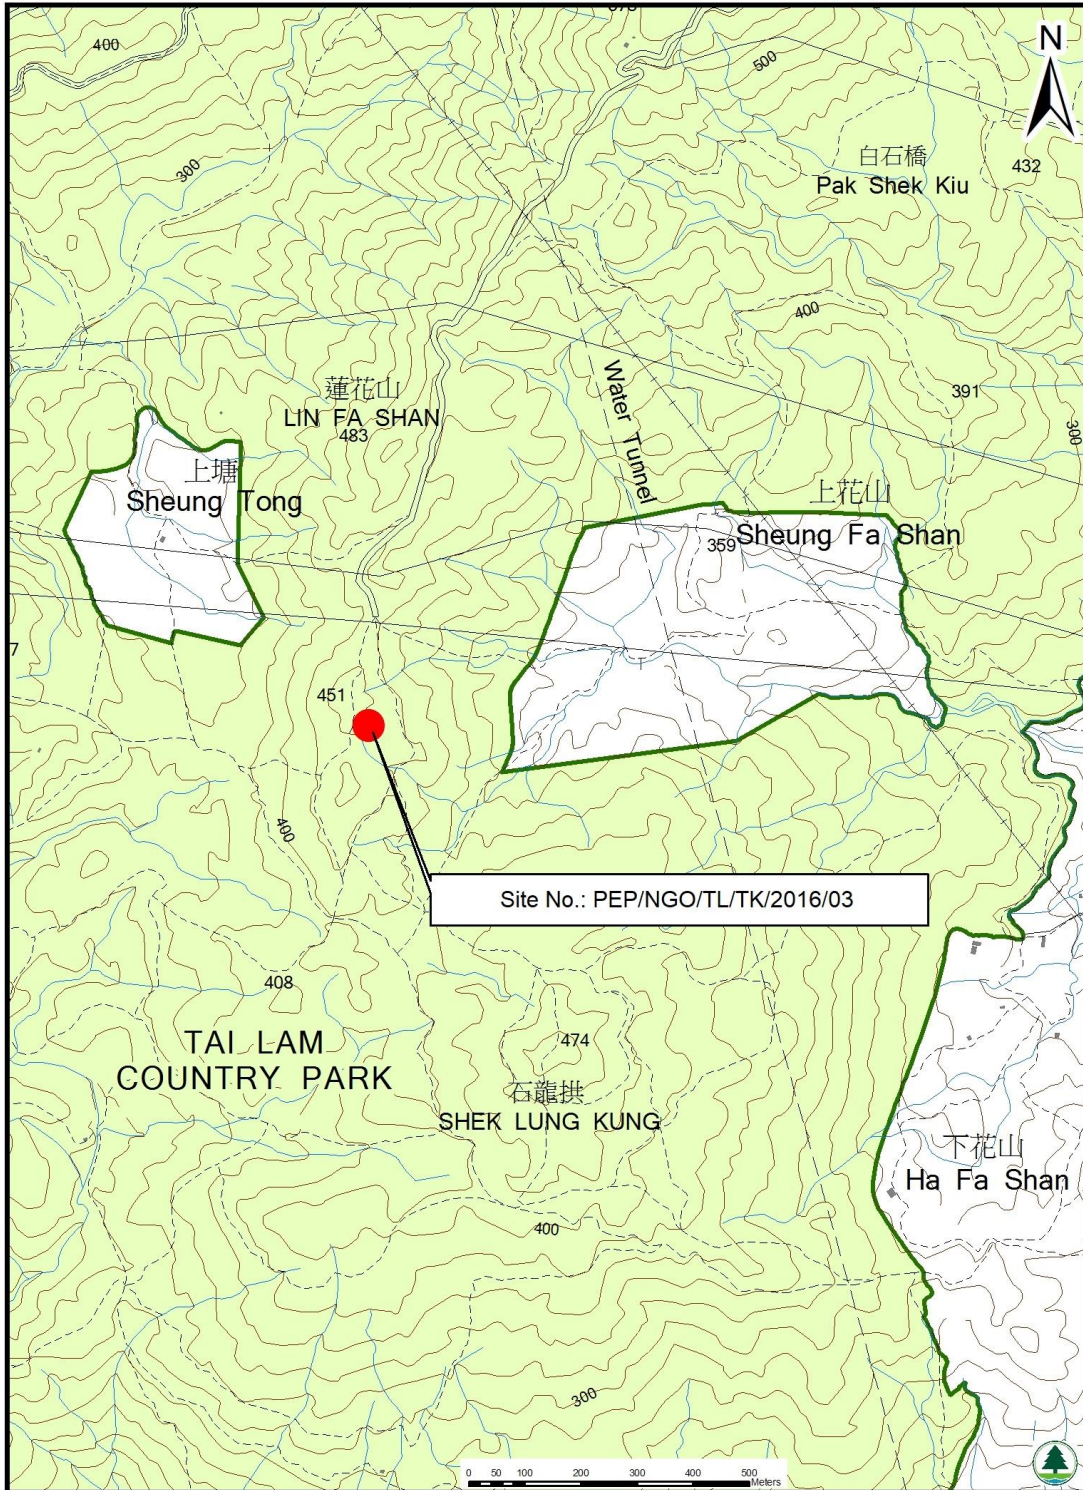 400
N
500
白石橋
Pak Shek Kiu
432
300
400
Water Tunnel
蓮花山
LIN FA SHAN
483
391
300
上塘
Sheung Tong
上花山
Sheung Fa Shan
359
7
451
400
Site No.: PEP/NGO/TL/TK/2016/03
408
TAI LAM
COUNTRY PARK
474
石龍拱
SHEK LUNG KUNG
下花山
Ha Fa Shan
400
300
0 50 100 200 300 400 500
Meters